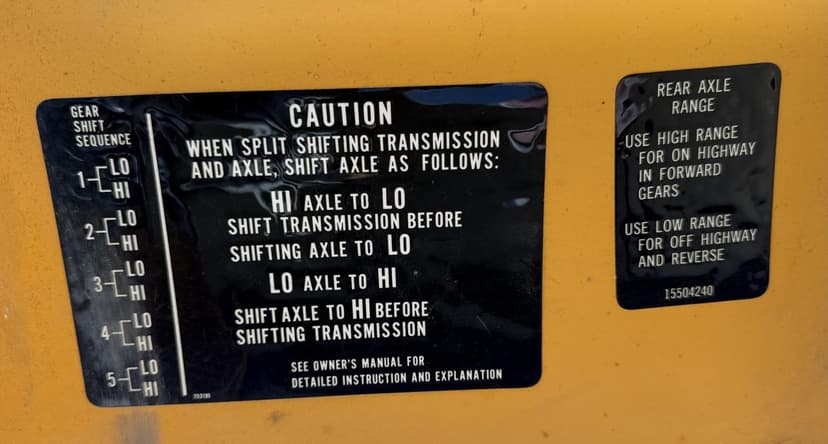 GEAR
SHIFT
SEQUENCE
1 LO
HI
2 LO
HI
3 LO
HI
4 LO
HI
5 LO
HI
CAUTION
WHEN SPLIT SHIFTING TRANSMISSION
AND AXLE, SHIFT AXLE AS FOLLOWS:
HI AXLE TO LO
SHIFT TRANSMISSION BEFORE
SHIFTING AXLE TO LO
LO AXLE TO HI
SHIFT AXLE TO HI BEFORE
SHIFTING TRANSMISSION
SEE OWNER'S MANUAL FOR
DETAILED INSTRUCTION AND EXPLANATION
REAR AXLE
RANGE
USE HIGH RANGE
FOR ON HIGHWAY
IN FORWARD
GEARS
USE LOW RANGE
FOR OFF HIGHWAY
AND REVERSE
15504240